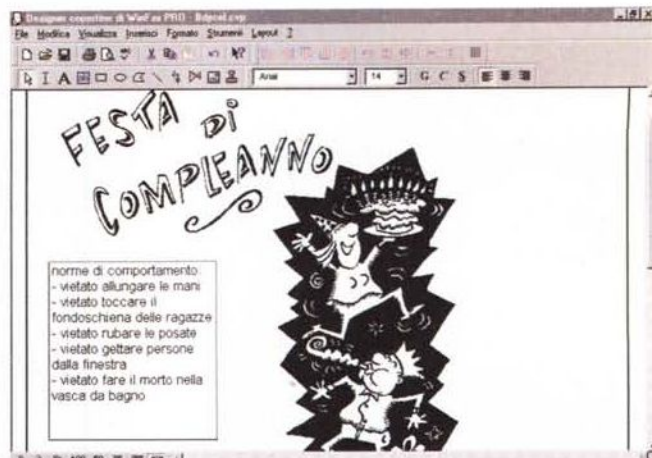 Designer copertine di WinFax PRO - Bdpcel.cvp
File Modifica Visualizza Inserisci Formato Strumenti Layout ?
Arial 14 G C S
FESTA DI
COMPLEANNO
norme di comportamento
- vietato allungare le mani
- vietato toccare il
fondoschiena delle ragazze
- vietato rubare le posate
- vietato gettare persone
dalla finestra
- vietato fare il morto nella
vasca da bagno